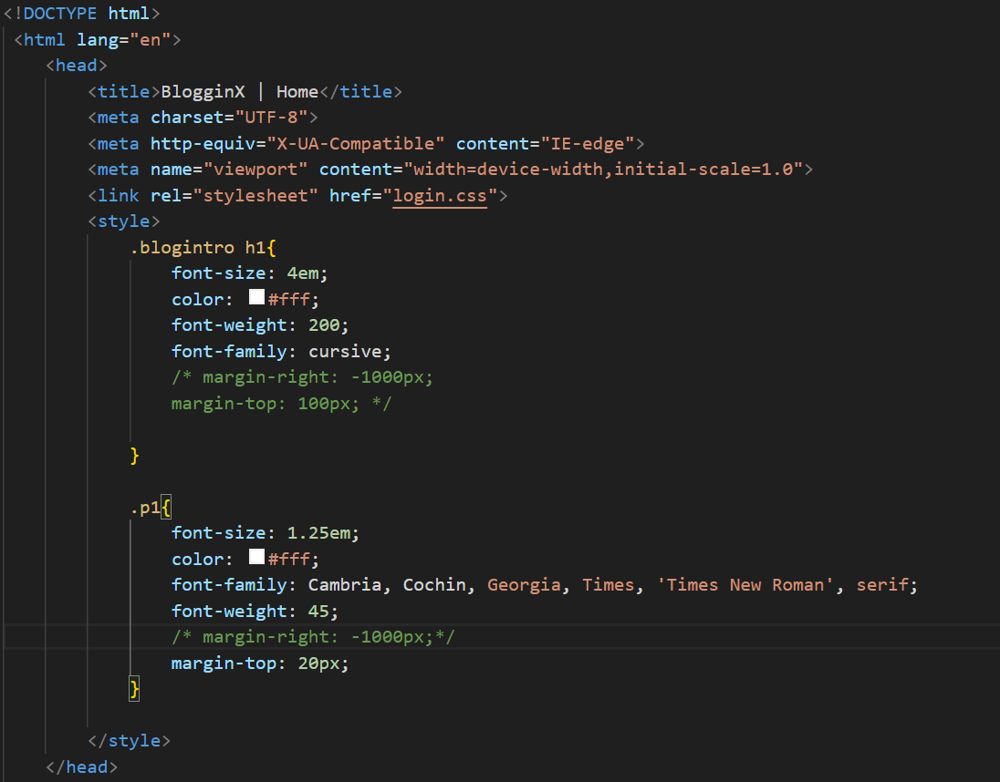 <!DOCTYPE html>
<html lang="en">
<head>
<title>BlogginX | Home</title>
<meta charset="UTF-8">
<meta http-equiv="X-UA-Compatible" content="IE-edge">
<meta name="viewport" content="width=device-width,initial-scale=1.0">
<link rel="stylesheet" href="login.css">
<style>
.blogintro h1{
font-size: 4em;
color: #fff;
font-weight: 200;
font-family: cursive;
/* margin-right: -1000px;
margin-top: 100px; */
}
.p1{
font-size: 1.25em;
color: #fff;
font-family: Cambria, Cochin, Georgia, Times, 'Times New Roman', serif;
font-weight: 45;
/* margin-right: -1000px;*/
margin-top: 20px;
}
</style>
</head>